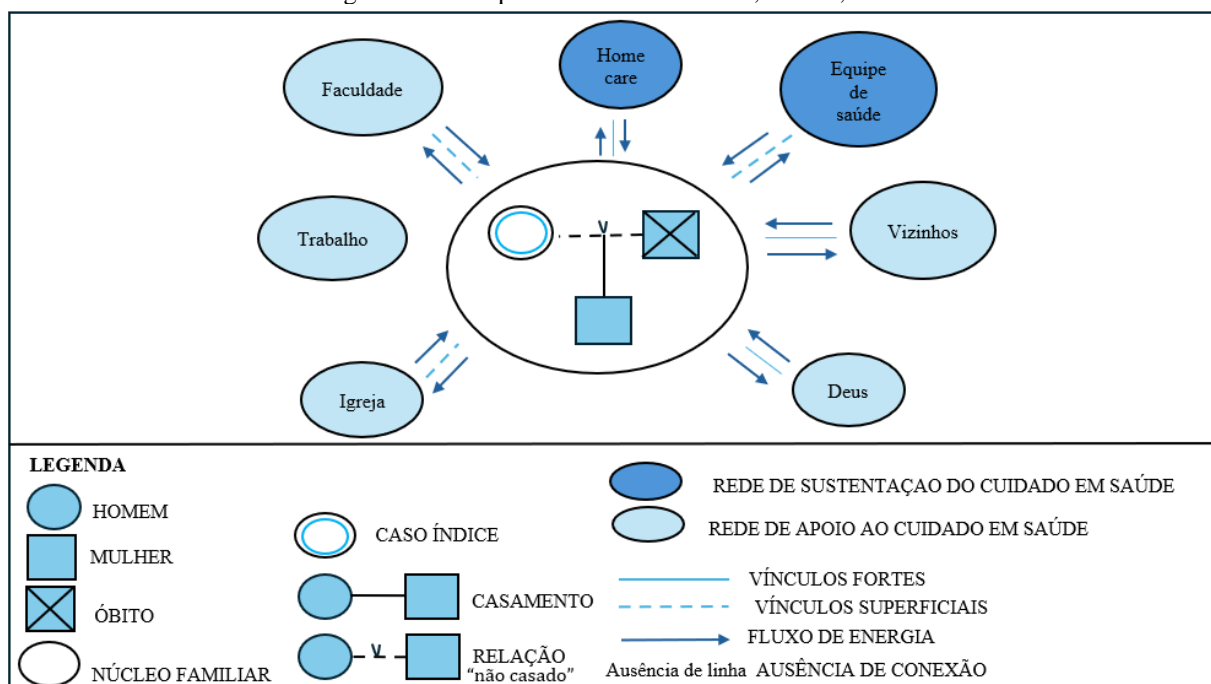 Home
care
Equipe
de
saúde
Faculdade
Trabalho
Vizinhos
Igreja
Deus
LEGENDA
HOMEM
MULHER
ÓBITO
NÚCLEO FAMILIAR
CASO ÍNDICE
CASAMENTO
RELAÇÃO
“não casado”
REDE DE SUSTENTAÇAO DO CUIDADO EM SAÚDE
REDE DE APOIO AO CUIDADO EM SAÚDE
VÍNCULOS FORTES
VÍNCULOS SUPERFICIAIS
FLUXO DE ENERGIA
Ausência de linha AUSÊNCIA DE CONEXÃO